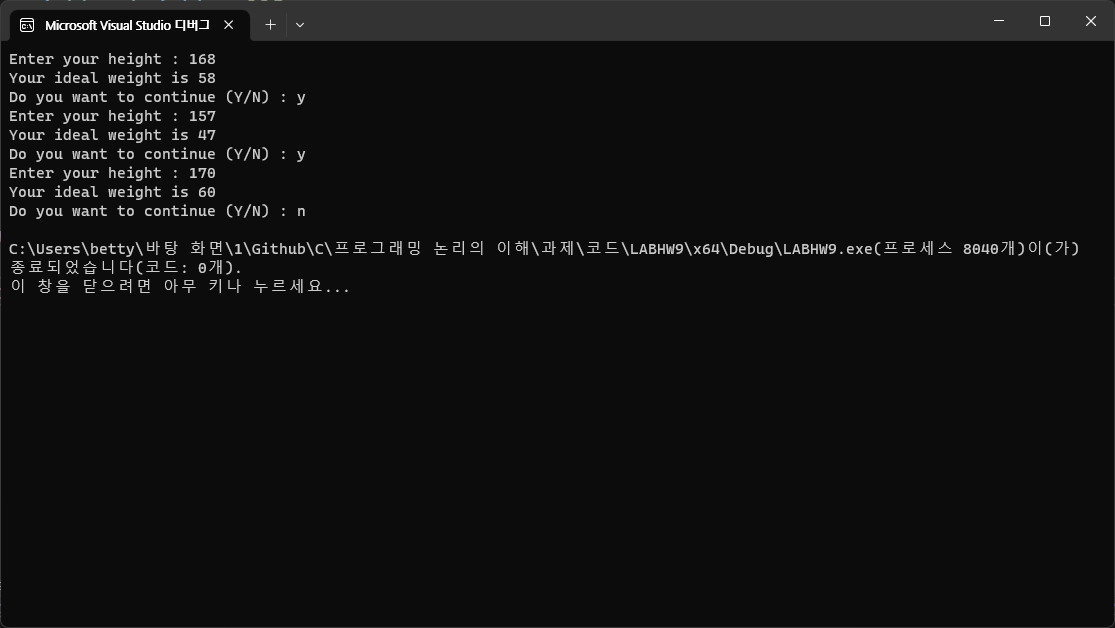 Microsoft Visual Studio 디버그
Enter your height : 168
Your ideal weight is 58
Do you want to continue (Y/N) : y
Enter your height : 157
Your ideal weight is 47
Do you want to continue (Y/N) : y
Enter your height : 170
Your ideal weight is 60
Do you want to continue (Y/N) : n
C:\Users\betty\바탕 화면\1\Github\C\프로그래밍 논리의 이해\과제\코드\LABHW9\x64\Debug\LABHW9.exe(프로세스 8040개)이(가)
종료되었습니다(코드: 0개).
이 창을 닫으려면 아무 키나 누르세요...